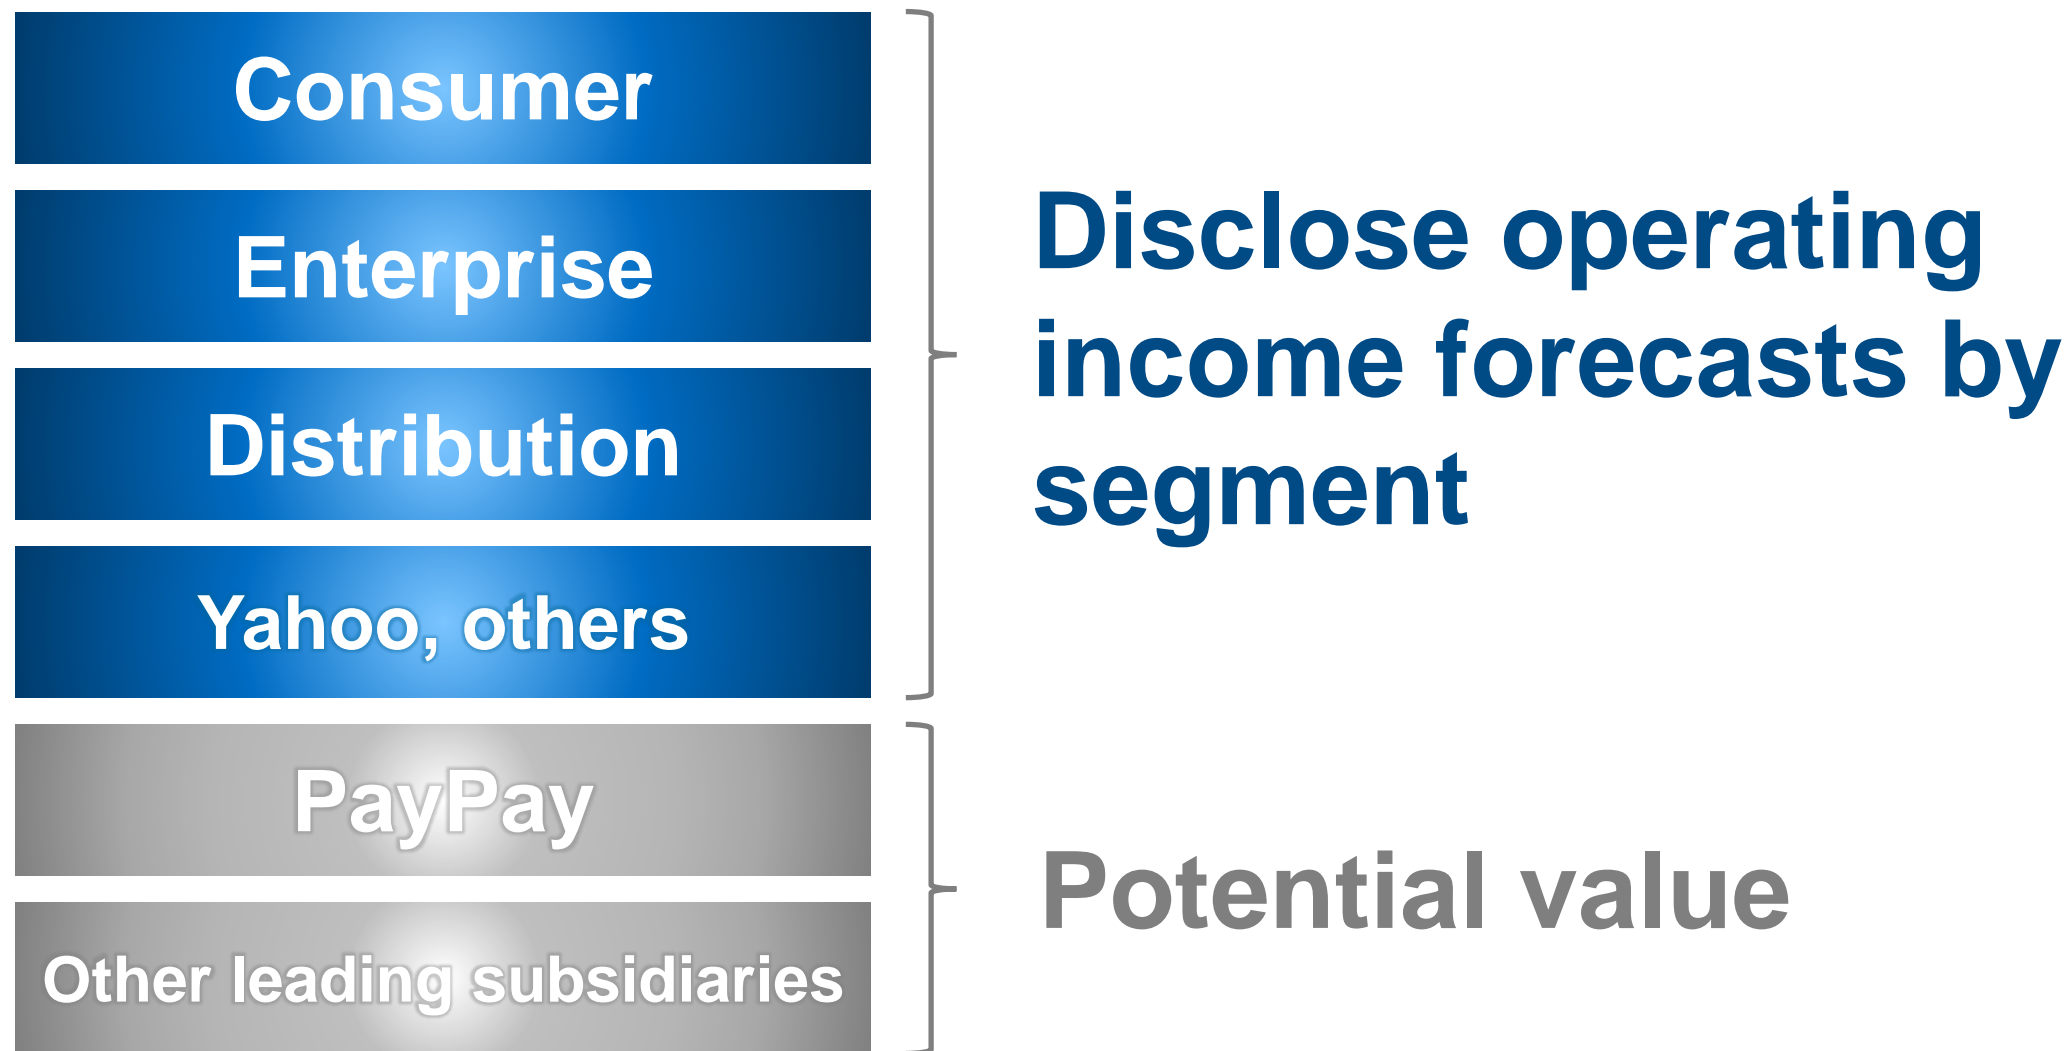 Consumer
Enterprise
Distribution
Yahoo, others
Disclose operating
income forecasts by
segment
PayPay
Other leading subsidiaries
Potential value